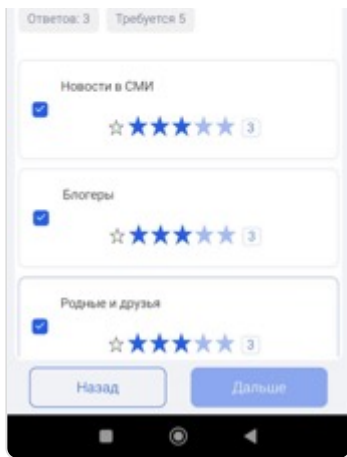 Ответов: 3 Требуется 5
Новости в СМИ
3
Блогеры
3
Родные и друзья
3
Назад Дальше